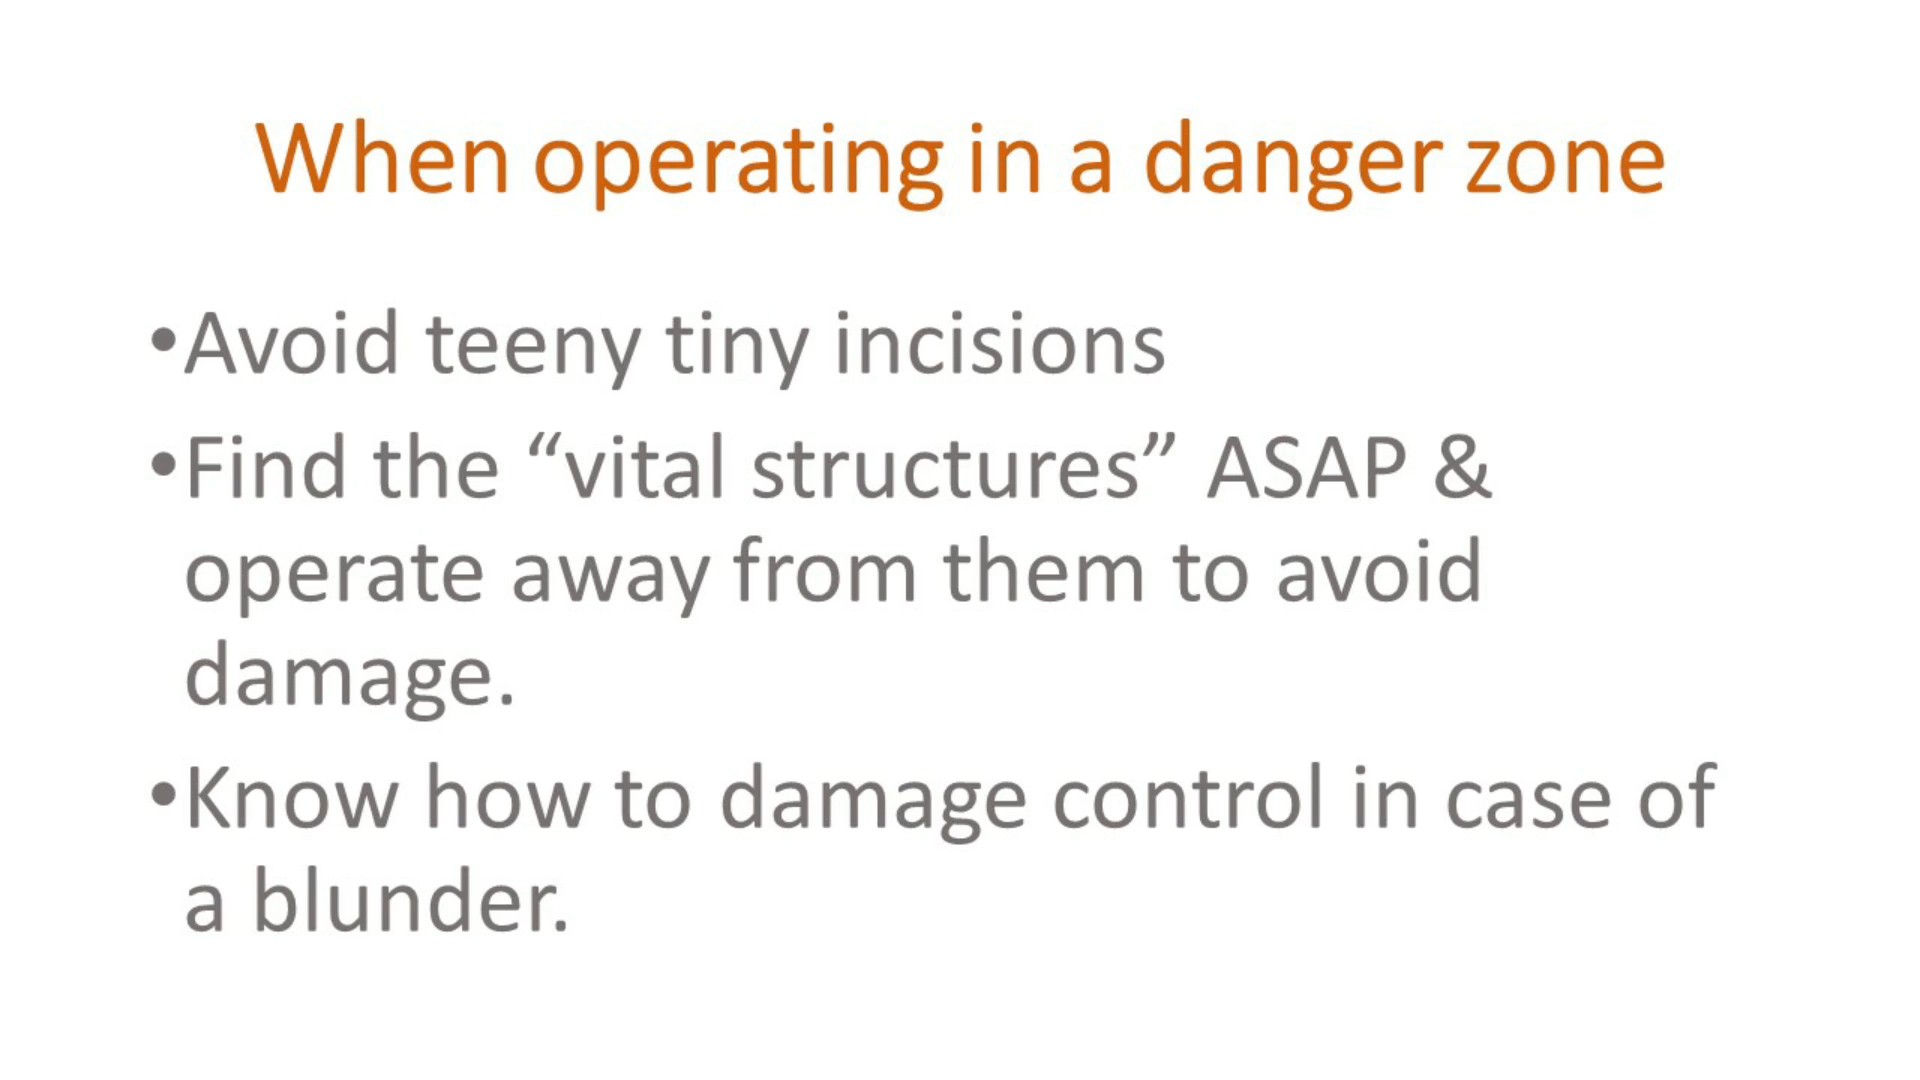 When operating in a danger zone
•Avoid teeny tiny incisions
•Find the “vital structures” ASAP &
operate away from them to avoid
damage.
•Know how to damage control in case of
a blunder.